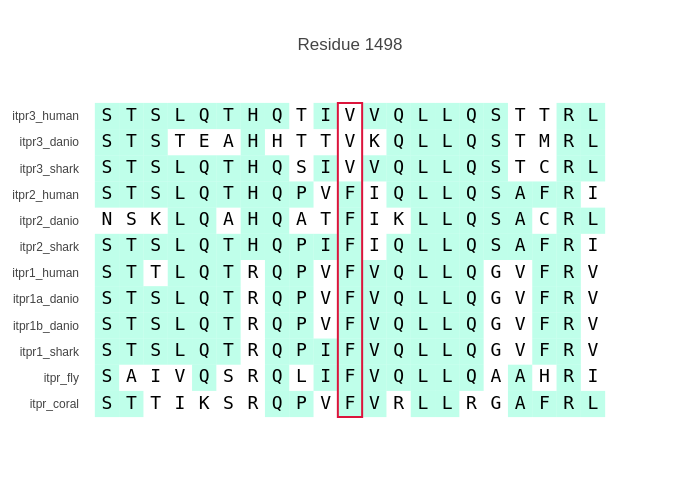 Residue 1498
itpr3_human S T S L Q T H Q T I V V Q L L Q S T T R L
itpr3_danio S T S T E A H H T T V K Q L L Q S T M R L
itpr3_shark S T S L Q T H Q S I V V Q L L Q S T C R L
itpr2_human S T S L Q T H Q P V F I Q L L Q S A F R I
itpr2_danio N S K L Q A H Q A T F I K L L Q S A C R L
itpr2_shark S T S L Q T H Q P I F I Q L L Q S A F R I
itpr1_human S T T L Q T R Q P V F V Q L L Q G V F R V
itpr1a_danio S T S L Q T R Q P V F V Q L L Q G V F R V
itpr1b_danio S T S L Q T R Q P V F V Q L L Q G V F R V
itpr1_shark S T S L Q T R Q P I F V Q L L Q G V F R V
itpr_fly S A I V Q S R Q L I F V Q L L Q A A H R I
itpr_coral S T T I K S R Q P V F V R L L R G A F R L